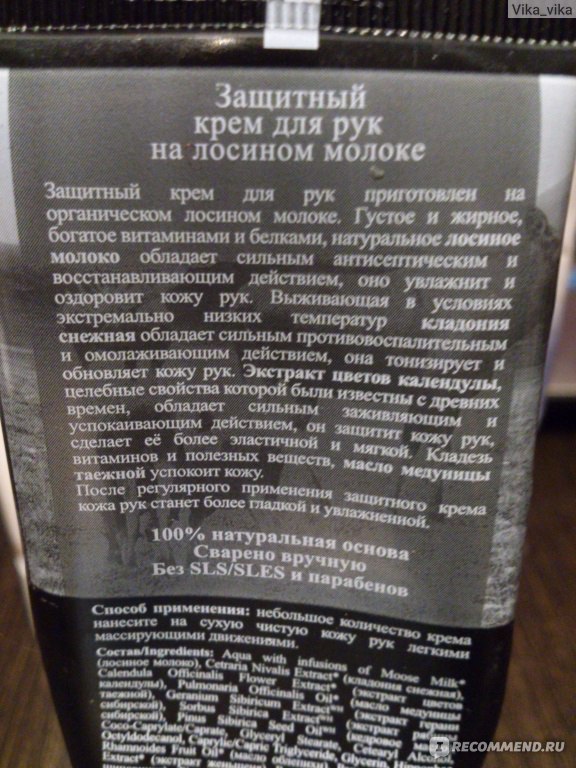 Vika_vika
Защитный
крем для рук
на лосином молоке
Защитный крем для рук приготовлен на
органическом лосином молоке. Густое и жирное,
богатое витаминами и белками, натуральное лосиное
молоко обладает сильным антисептическим и
восстанавливающим действием, оно увлажнит и
оздоровит кожу рук. Выживающая в условиях
экстремально низких температур кладония
снежная обладает сильным противовоспалительным
и омолаживающим действием, она тонизирует и
обновляет кожу рук. Экстракт цветов календулы,
целебные свойства которой были известны с древних
времен, обладает сильным заживляющим и
успокаивающим действием, он защитит кожу рук,
сделает её более эластичной и мягкой. Кладезь
витаминов и полезных веществ, масло медуницы
таежной успокоит кожу.
После регулярного применения защитного крема
кожа рук станет более гладкой и увлажненной.
100% натуральная основа
Сварено вручную
Без SLS/SLES и парабенов
Способ применения: небольшое количество крема
нанесите на сухую чистую кожу рук легкими
массирующими движениями.
Состав/Ingredients: Aqua with infusions of Moose Milk*
(лосиное молоко), Cetraria Nivalis Extract* (кладония снежная),
Calendula Officinalis Flower Extract* (экстракт цветов
календулы), Pulmonaria Officinalis Oil* (масло медуницы
таежной), Geranium Sibiricum Extract (экстракт герани
сибирской), Sorbus Sibirica Extract (экстракт
сибирской), Pinus Sibirica Seed Oil (кедровое
Coco-Caprylate/Caprate, Glyceryl Stearate, Cetearyl
Octyldodecanol, Caprylic/Capric Triglyceride, Glycerin,
Rhamnoides Fruit Oil* (масло облепихи)
Extract* (экстракт женьшеня)
IRECOMMEND.RU